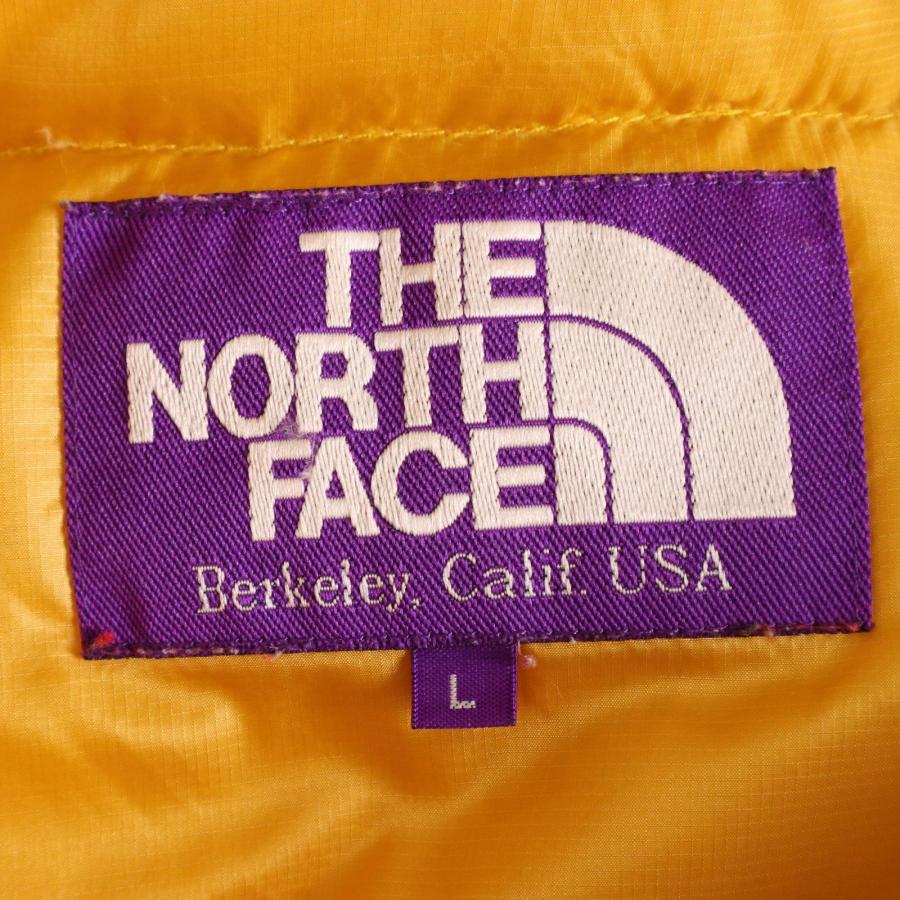 THE
NORTH
FACE
Berkeley, Calif. USA
L